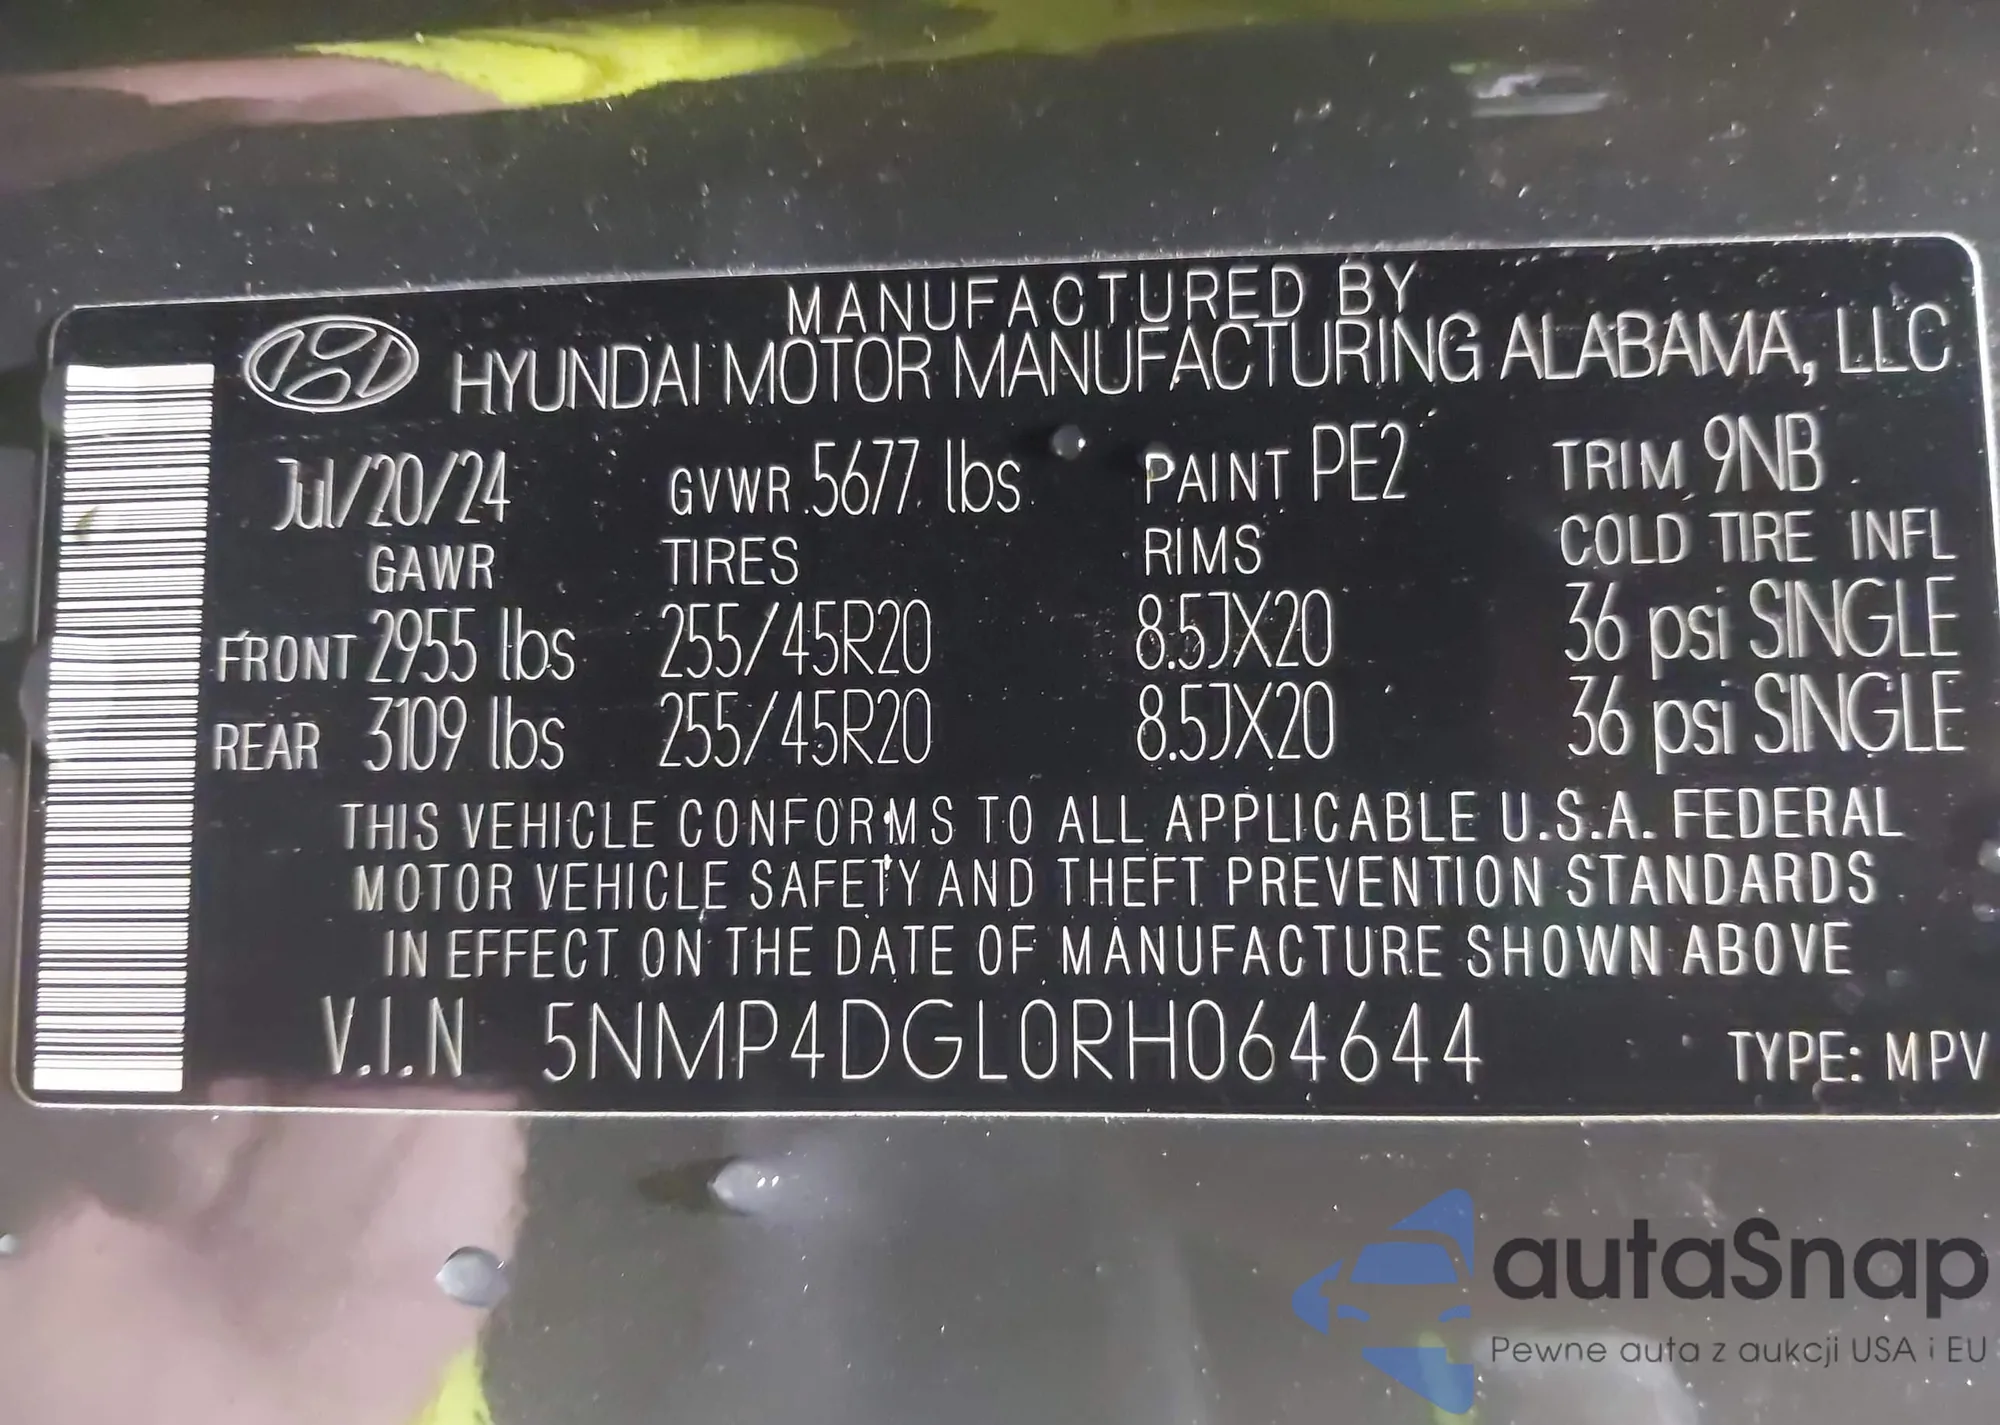 MANUFACTURED BY
HYUNDAI MOTOR MANUFACTURING ALABAMA, LLC
Jul/20/24 GVWR 5677 lbs PAINT PE2 TRIM 9NB
GAWR TIRES RIMS COLD TIRE INFL
FRONT 2955 lbs 255/45R20 8.5JX20 36 psi SINGLE
REAR 3109 lbs 255/45R20 8.5JX20 36 psi SINGLE
THIS VEHICLE CONFORMS TO ALL APPLICABLE U.S.A. FEDERAL
MOTOR VEHICLE SAFETY AND THEFT PREVENTION STANDARDS
IN EFFECT ON THE DATE OF MANUFACTURE SHOWN ABOVE
V.I.N 5NMP4DGL0RH064644 TYPE: MPV
autaSnap
Pewne auta z aukcji USA i EU